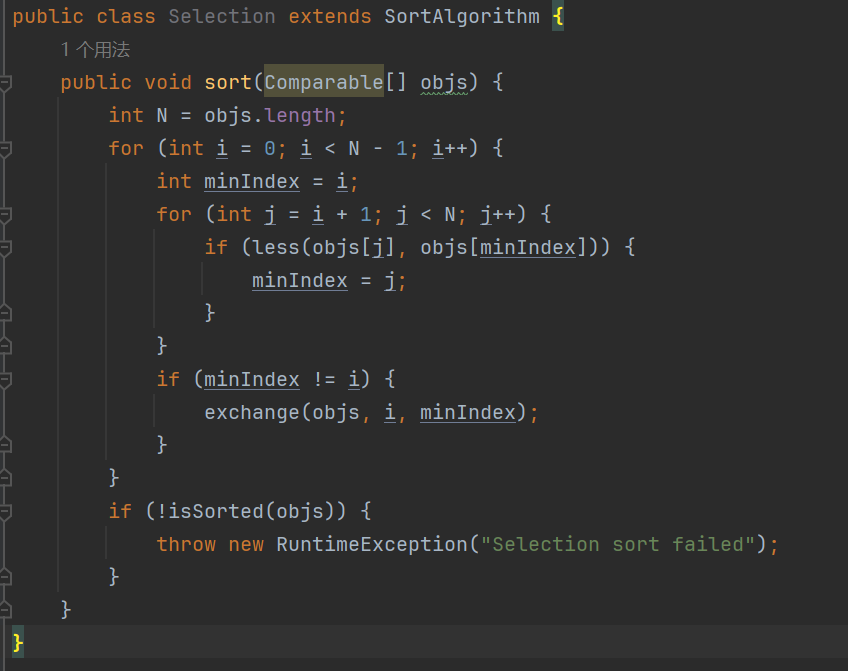 public class Selection extends SortAlgorithm {
1 个用法
public void sort(Comparable[] objs) {
int N = objs.length;
for (int i = 0; i < N - 1; i++) {
int minIndex = i;
for (int j = i + 1; j < N; j++) {
if (less(objs[j], objs[minIndex])) {
minIndex = j;
}
}
if (minIndex != i) {
exchange(objs, i, minIndex);
}
}
if (!isSorted(objs)) {
throw new RuntimeException("Selection sort failed");
}
}
}